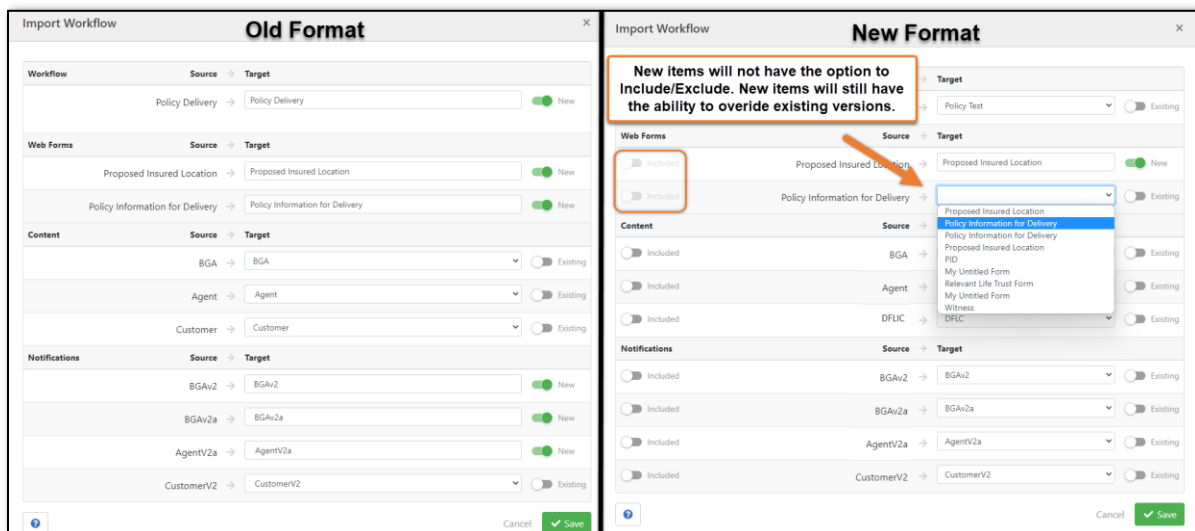 Import Workflow
Old Format
×
Workflow Source → Target
Policy Delivery → Policy Delivery New
Web Forms Source → Target
Proposed Insured Location → Proposed Insured Location New
Policy Information for Delivery → Policy Information for Delivery New
Content Source → Target
BGA → BGA Existing
Agent → Agent Existing
Customer → Customer Existing
Notifications Source → Target
BGAv2 → BGAv2 New
BGAv2a → BGAv2a New
AgentV2a → AgentV2a New
CustomerV2 → CustomerV2 Existing
? Cancel ✓ Save
Import Workflow
New Format
×
New items will not have the option to
Include/Exclude. New items will still have
the ability to overide existing versions.
→ Target
→ Policy Test Existing
Web Forms Source → Target
Included Proposed Insured Location → Proposed Insured Location New
Included Policy Information for Delivery → Existing
Proposed Insured Location
Policy Information for Delivery
Policy Information for Delivery
Proposed Insured Location
PID
My Untitled Form
Relevant Life Trust Form
My Untitled Form
Witness
Content Source →
Included BGA → Existing
Included Agent → Existing
Included DFLIC → DFLC Existing
Notifications Source → Target
Included BGAv2 → BGAv2 Existing
Included BGAv2a → BGAv2a Existing
Included AgentV2a → AgentV2a Existing
Included CustomerV2 → CustomerV2 Existing
? Cancel ✓ Save